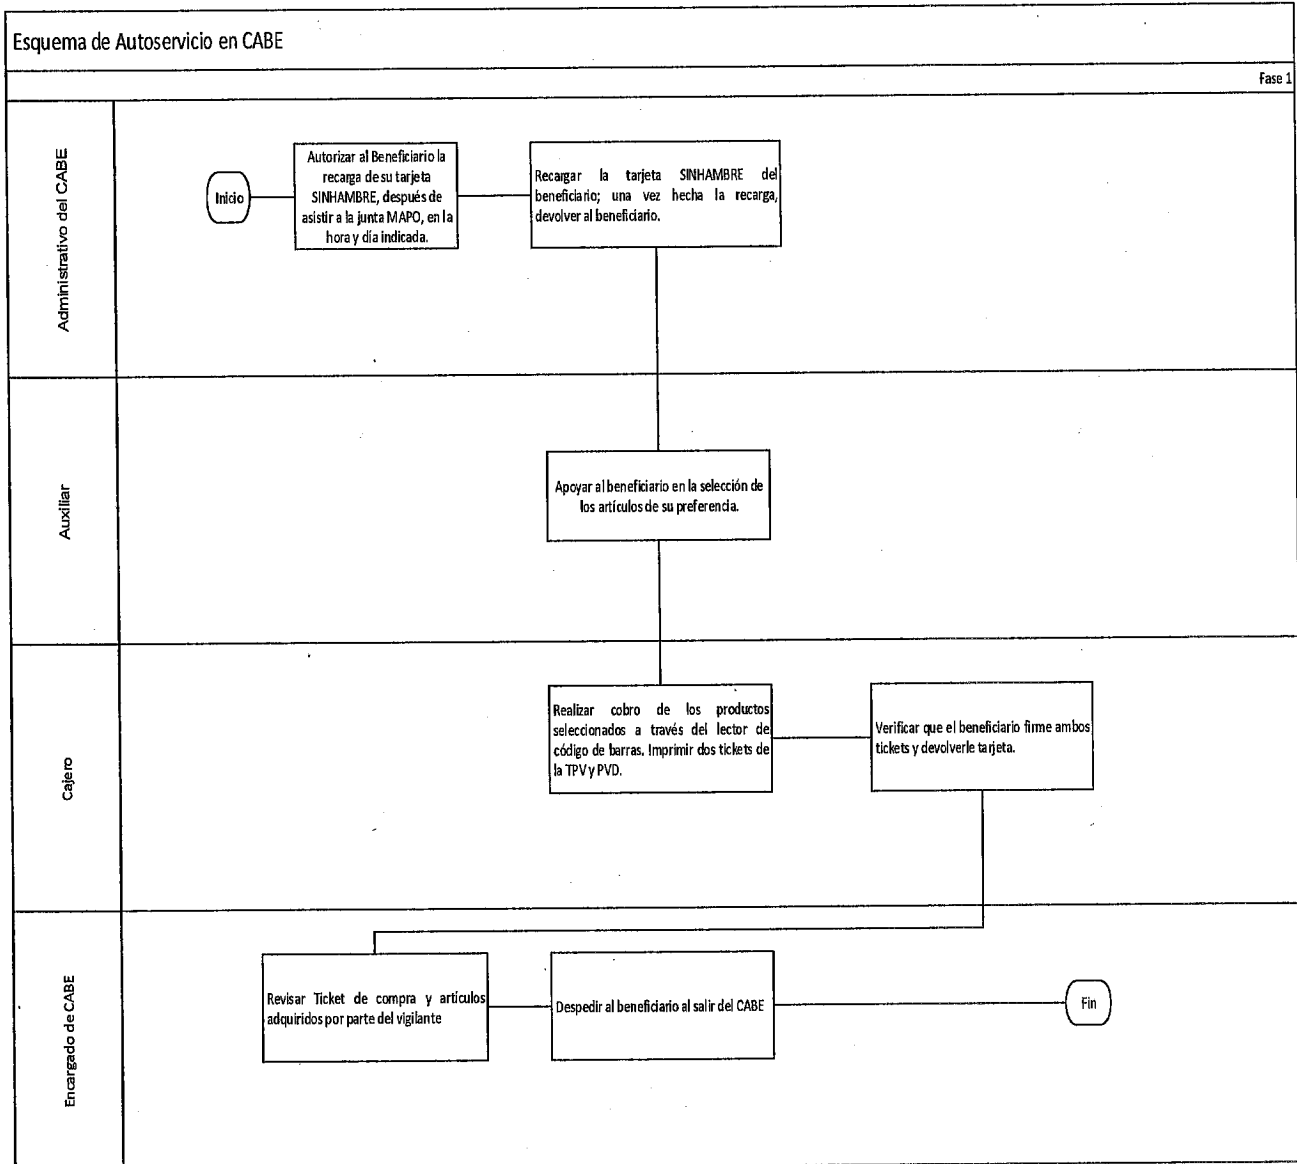 Esquema de Autoservicio en CABE
Fase 1
Administrativo del CABE
Inicio
Autorizar al Beneficiario la
recarga de su tarjeta
SINHAMBRE, después de
asistir a la junta MAPO, en la
hora y día indicada.
Recargar la tarjeta SINHAMBRE del
beneficiario; una vez hecha la recarga,
devolver al beneficiario.
Auxiliar
Apoyar al beneficiario en la selección de
los artículos de su preferencia.
Cajero
Realizar cobro de los productos
seleccionados a través del lector de
código de barras. Imprimir dos tickets de
la TPV y PVD.
Verificar que el beneficiario firme ambos
tickets y devolverle tarjeta.
Encargado de CABE
Revisar Ticket de compra y artículos
adquiridos por parte del vigilante
Despedir al beneficiario al salir del CABE
Fin